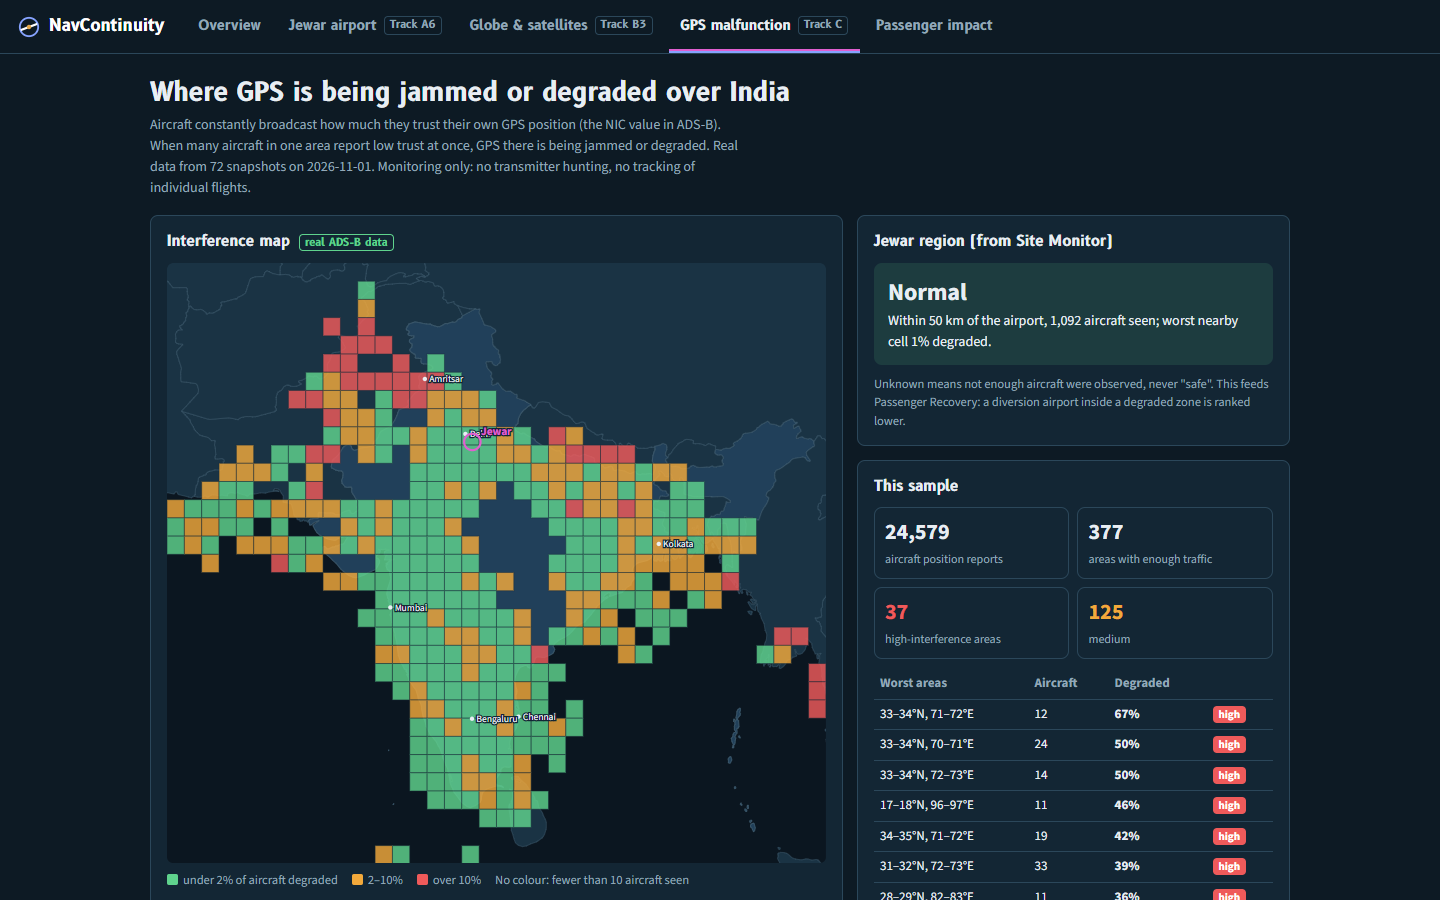 NavContinuity
Overview
Jewar airport Track A6
Globe & satellites Track B3
GPS malfunction Track C
Passenger impact
Where GPS is being jammed or degraded over India
Aircraft constantly broadcast how much they trust their own GPS position (the NIC value in ADS-B).
When many aircraft in one area report low trust at once, GPS there is being jammed or degraded. Real
data from 72 snapshots on 2026-11-01. Monitoring only: no transmitter hunting, no tracking of
individual flights.
Interference map real ADS-B data
Amritsar
Jewar
Kolkata
Mumbai
Bengaluru
Chennai
under 2% of aircraft degraded
2–10%
over 10%
No colour: fewer than 10 aircraft seen
Jewar region (from Site Monitor)
Normal
Within 50 km of the airport, 1,092 aircraft seen; worst nearby
cell 1% degraded.
Unknown means not enough aircraft were observed, never "safe". This feeds
Passenger Recovery: a diversion airport inside a degraded zone is ranked
lower.
This sample
24,579
aircraft position reports
377
areas with enough traffic
37
high-interference areas
125
medium
Worst areas Aircraft Degraded
33–34°N, 71–72°E 12 67% high
33–34°N, 70–71°E 24 50% high
33–34°N, 72–73°E 14 50% high
17–18°N, 96–97°E 11 46% high
34–35°N, 71–72°E 19 42% high
31–32°N, 72–73°E 33 39% high
28–29°N, 82–83°E 11 36% high